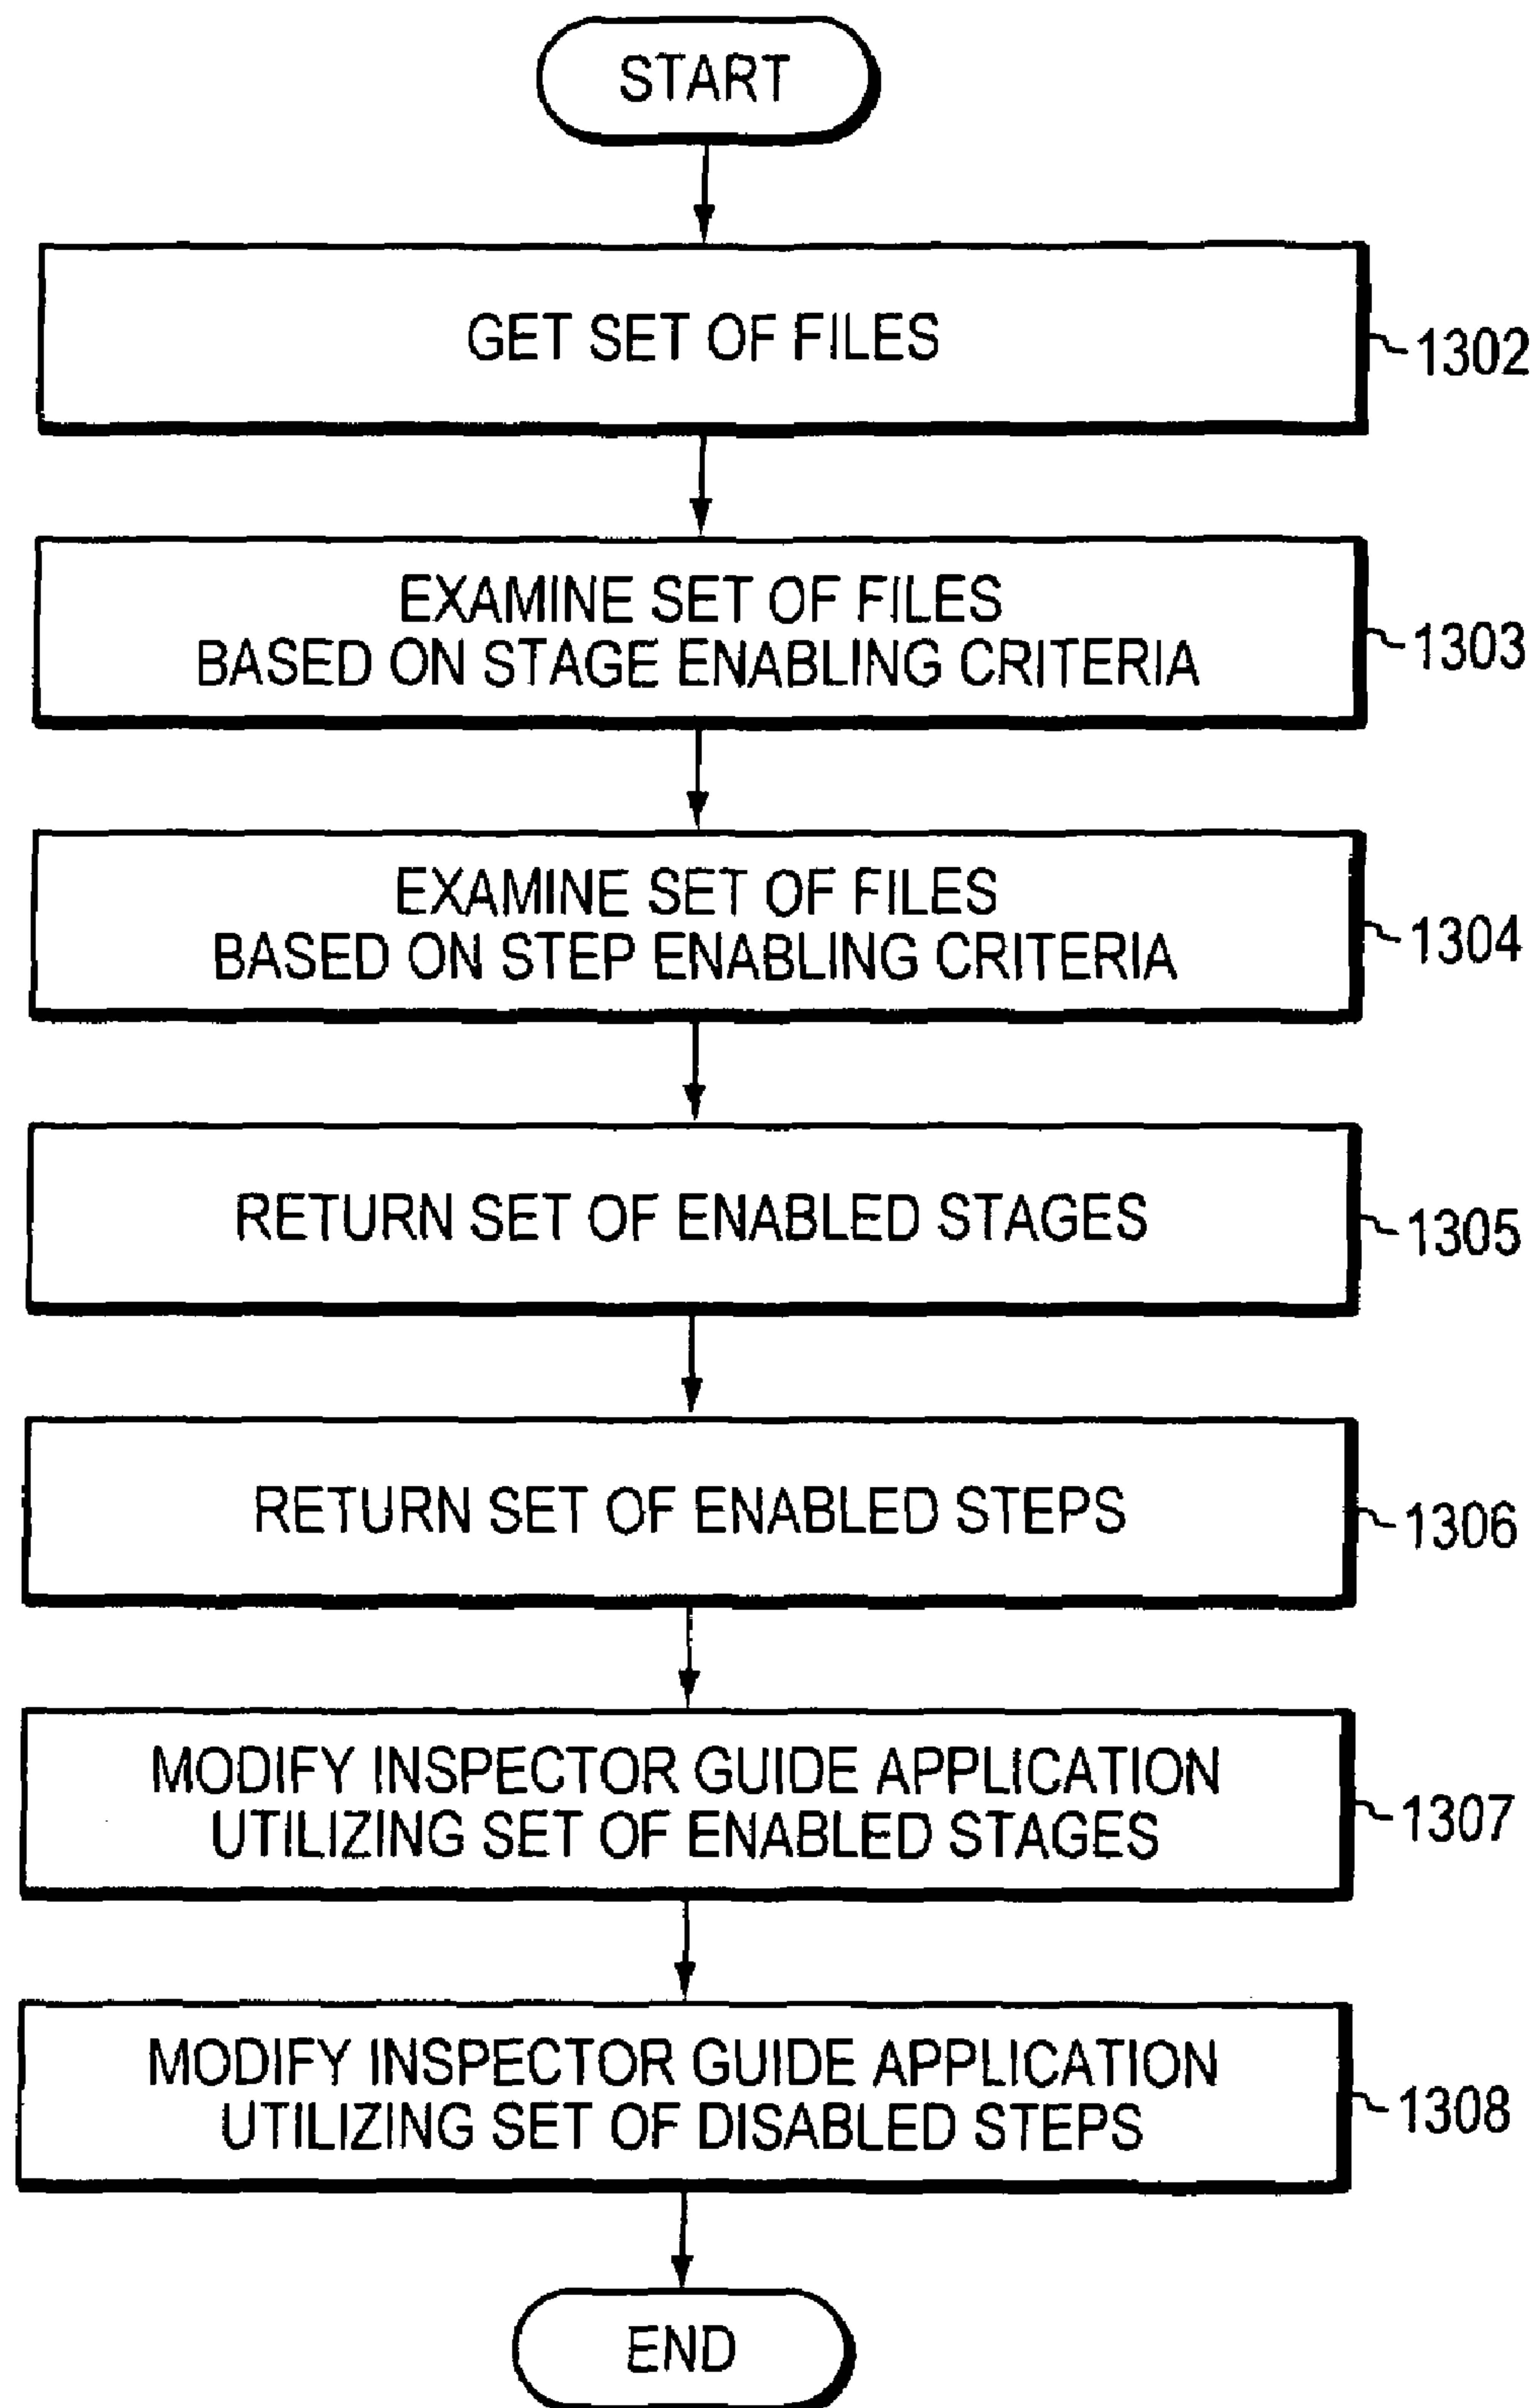 START
GET SET OF FILES
1302
EXAMINE SET OF FILES
BASED ON STAGE ENABLING CRITERIA
1303
EXAMINE SET OF FILES
BASED ON STEP ENABLING CRITERIA
1304
RETURN SET OF ENABLED STAGES
1305
RETURN SET OF ENABLED STEPS
1306
MODIFY INSPECTOR GUIDE APPLICATION
UTILIZING SET OF ENABLED STAGES
1307
MODIFY INSPECTOR GUIDE APPLICATION
UTILIZING SET OF DISABLED STEPS
1308
END